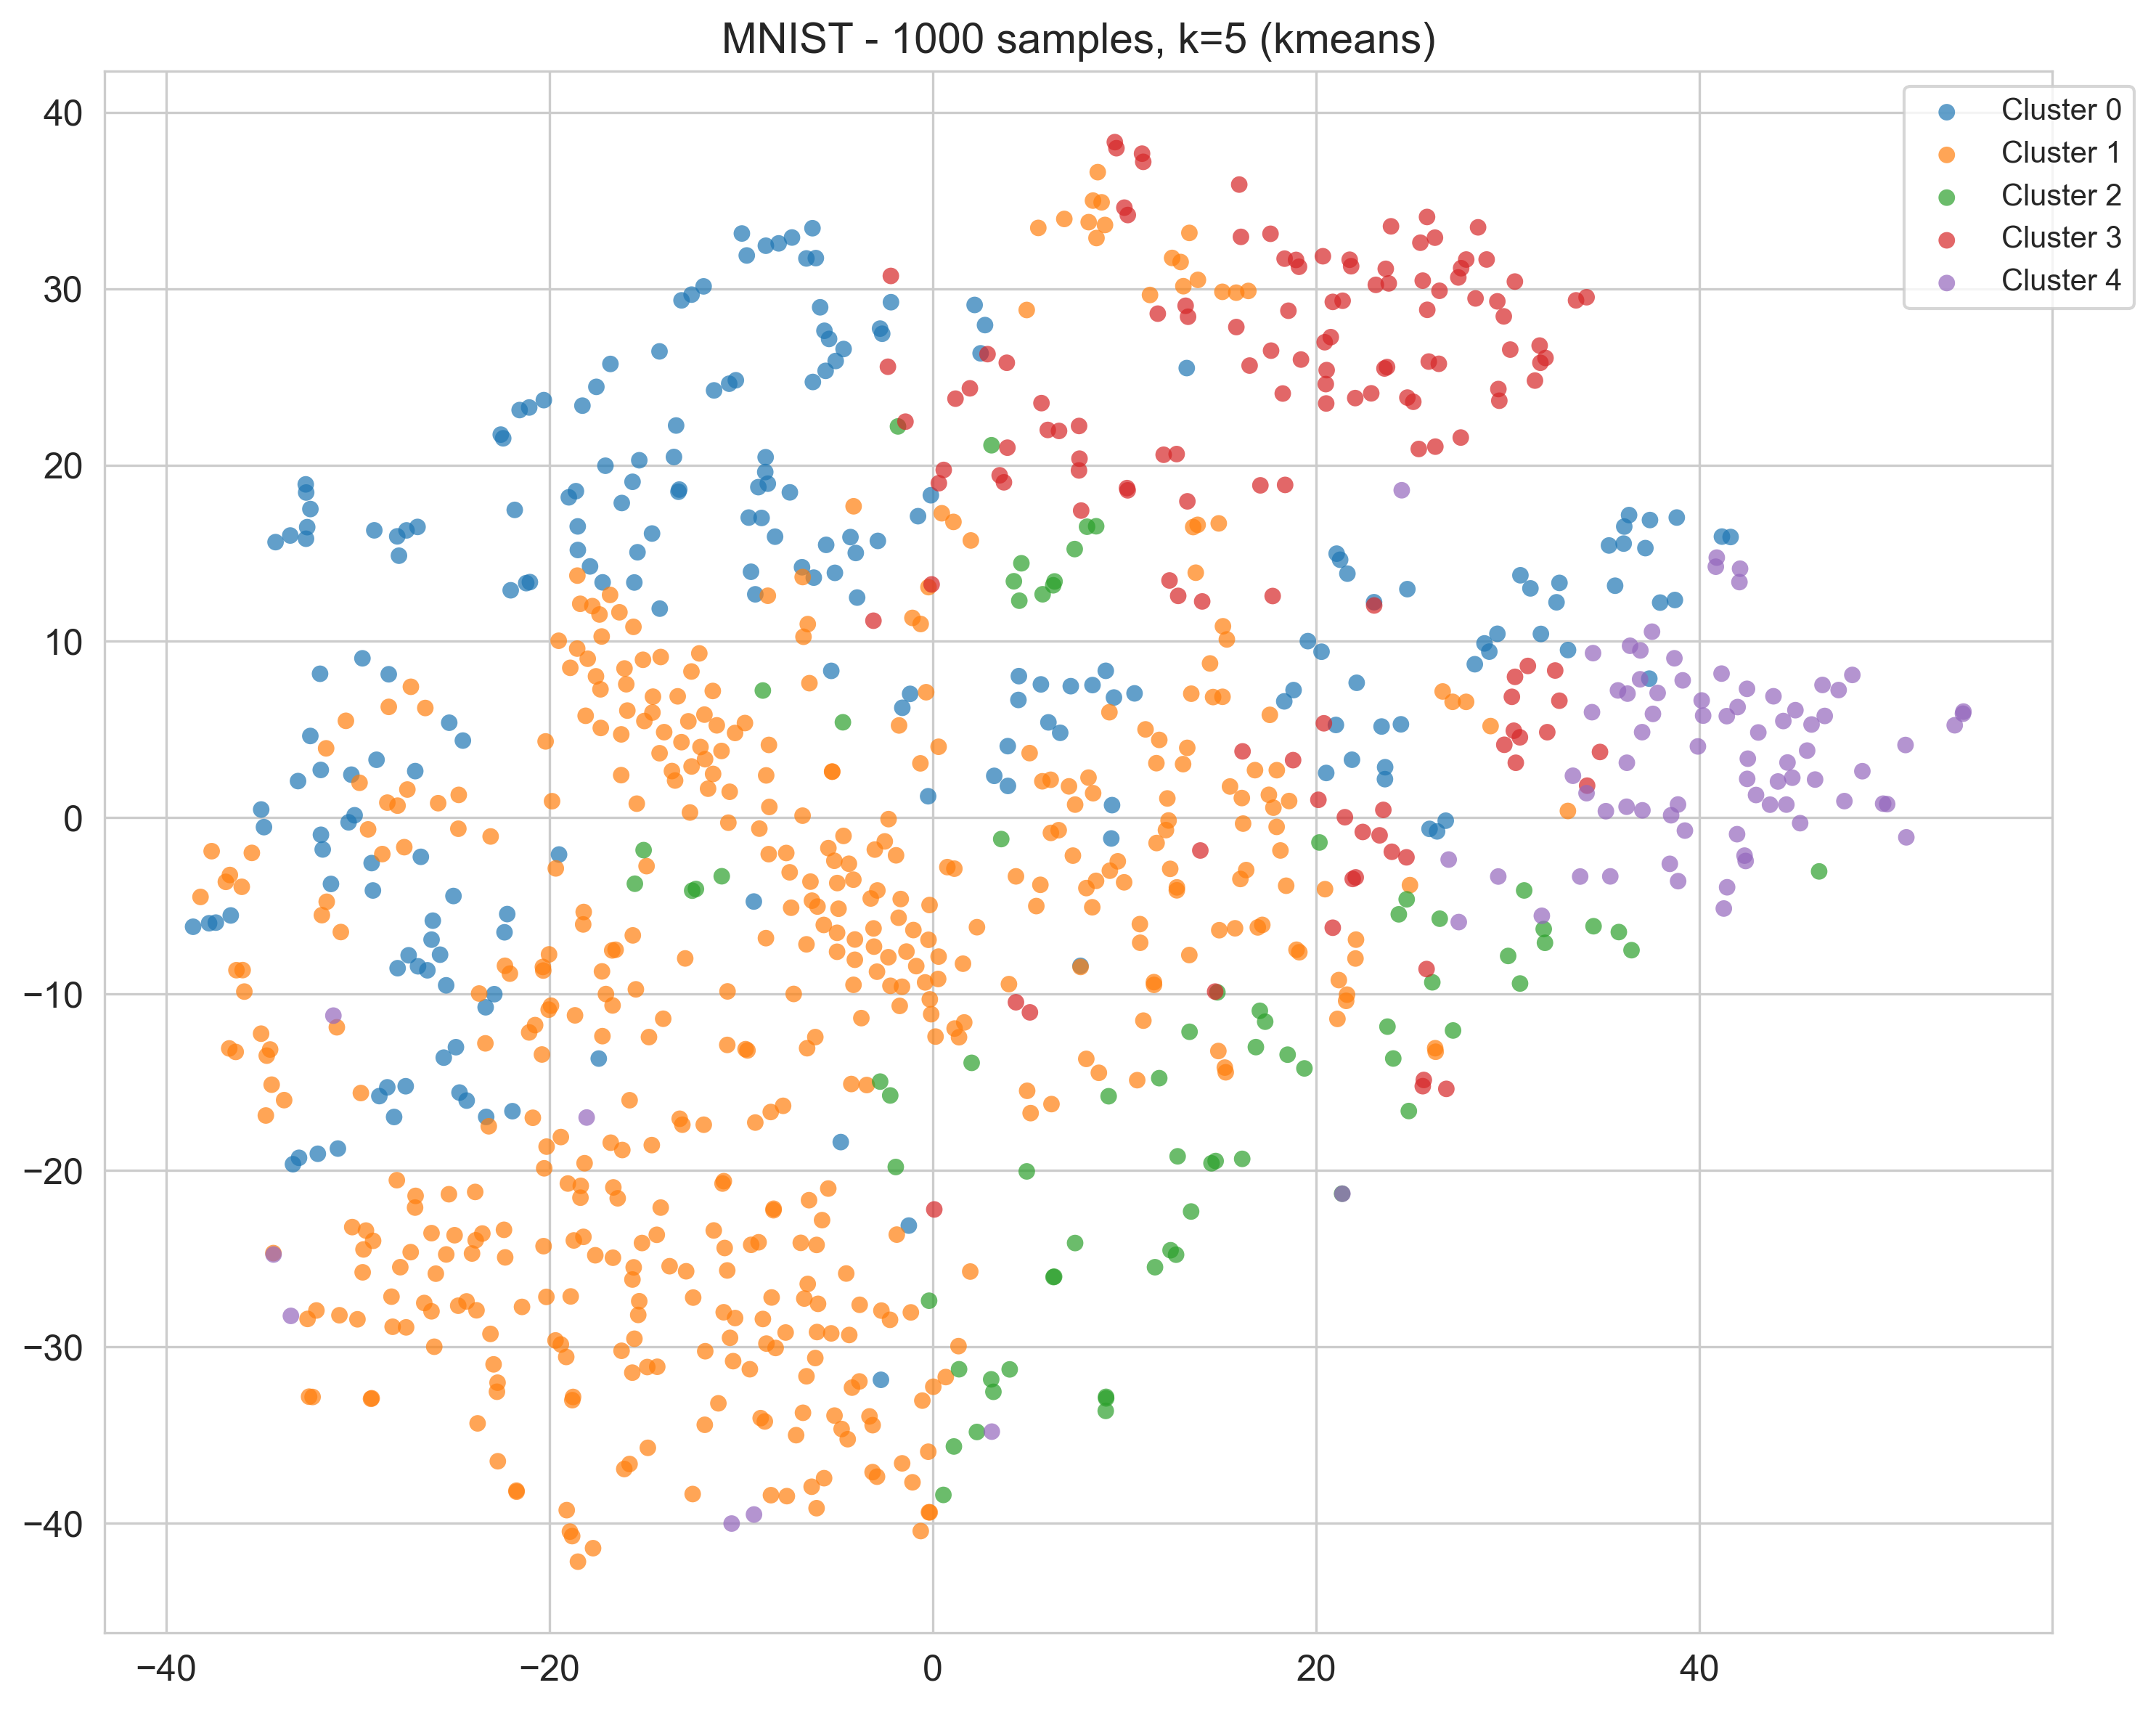 MNIST - 1000 samples, k=5 (kmeans)
Cluster 0
Cluster 1
Cluster 2
Cluster 3
Cluster 4
40
30
20
10
0
−10
−20
−30
−40
−40 −20 0 20 40